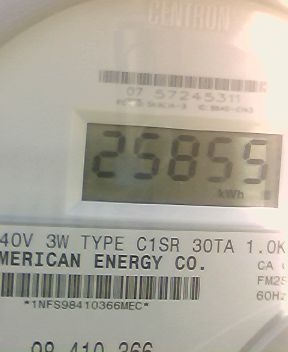 CENTRON
07 57245311
25855
kWh
40V 3W TYPE C1SR 30TA 1.0K
MERICAN ENERGY CO.
CA
FM2S
60Hz
*1NFS98410366MEC*
98 410 366